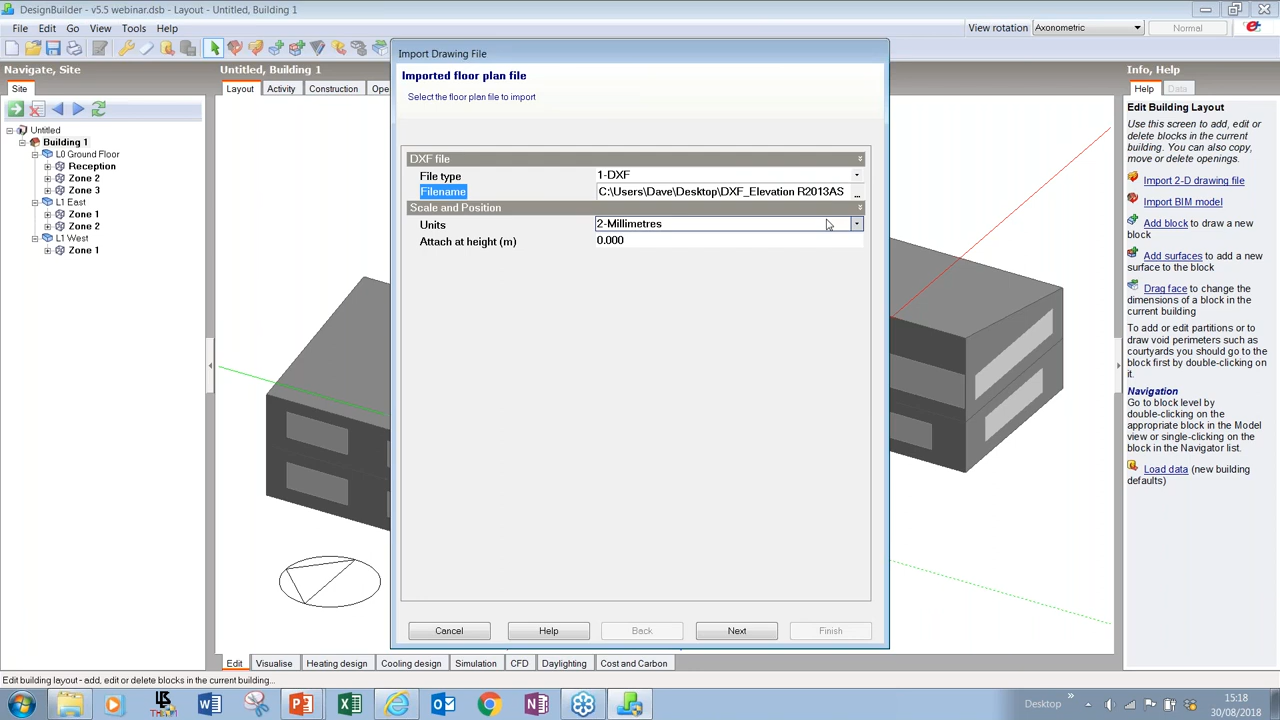 DesignBuilder - v5.5 webinar.dsb - Layout - Untitled, Building 1
File Edit Go View Tools Help
View rotation Axonometric Normal
Navigate, Site
Site
Untitled
Building 1
L0 Ground Floor
Reception
Zone 2
Zone 3
L1 East
Zone 1
Zone 2
Zone 3
L1 West
Zone 1
Untitled, Building 1
Layout Activity Construction Ope
Import Drawing File
Imported floor plan file
Select the floor plan file to import
DXF file
File type 1-DXF
Filename C:\Users\Dave\Desktop\DXF_Elevation R2013AS ...
Scale and Position
Units 2-Millimetres
Attach at height (m) 0.000
Cancel Help Back Next Finish
Info, Help
Help Data
Edit Building Layout
Use this screen to add, edit or
delete blocks in the current
building. You can also copy,
move or delete openings.
Import 2-D drawing file
Import BIM model
Add block to draw a new
block
Add surfaces to add a new
surface to the block
Drag face to change the
dimensions of a block in the
current building
To add or edit partitions or to
draw void perimeters such as
courtyards you should go to the
block first by double-clicking on
it.
Navigation
Go to block level by
double-clicking on the
appropriate block in the Model
view or single-clicking on the
block in the Navigator list.
Load data (new building
defaults)
Edit Visualise Heating design Cooling design Simulation CFD Daylighting Cost and Carbon
Edit building layout - add, edit or delete blocks in the current building...
Desktop
15:18
30/08/2018